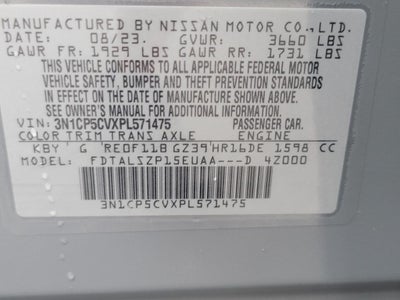 MANUFACTURED BY NISSAN MOTOR CO., LTD.
DATE: 08/23. GVWR: 3660 LBS
GAWR FR: 1929 LBS GAWR RR: 1731 LBS
THIS VEHICLE CONFORMS TO ALL APPLICABLE FEDERAL MOTOR
VEHICLE SAFETY, BUMPER AND THEFT PREVENTION STANDARDS
IN EFFECT ON THE DATE OF MANUFACTURE SHOWN ABOVE.
SEE OWNER'S MANUAL FOR ADDITIONAL INFORMATION.
VIN: 3N1CP5CVXPL571475 PASSENGER CAR.
COLOR TRIM TRANS AXLE ENGINE
KBY G RE0F11B GZ39 HR16DE 1598 CC
MODEL: FDTALSZP15EUAA---D 4Z000
3N1CP5CVXPL571475